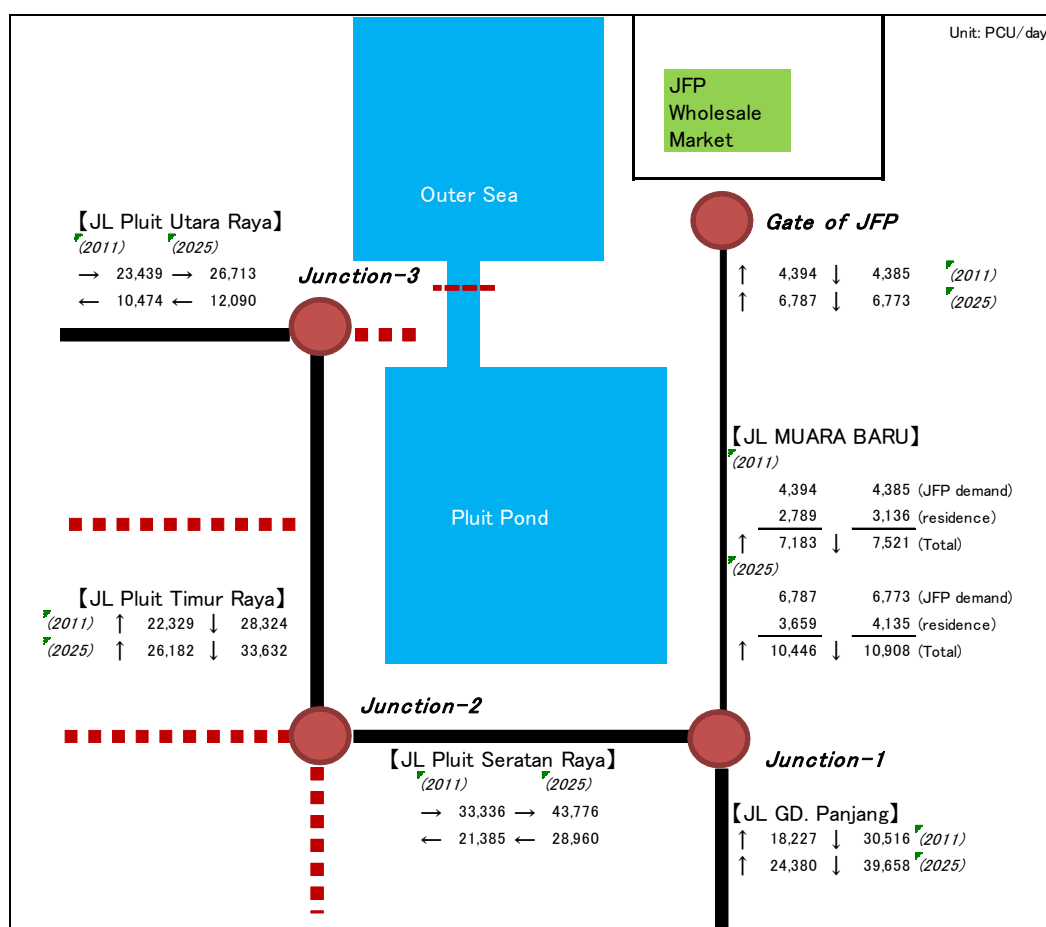 Unit: PCU/day
JFP
Wholesale
Market
Outer Sea
【JL Pluit Utara Raya】
(2011) (2025)
→ 23,439 → 26,713
← 10,474 ← 12,090
Junction-3
Gate of JFP
↑ 4,394 ↓ 4,385 (2011)
↑ 6,787 ↓ 6,773 (2025)
Pluit Pond
【JL MUARA BARU】
(2011)
4,394 4,385 (JFP demand)
2,789 3,136 (residence)
↑ 7,183 ↓ 7,521 (Total)
(2025)
6,787 6,773 (JFP demand)
3,659 4,135 (residence)
↑ 10,446 ↓ 10,908 (Total)
【JL Pluit Timur Raya】
(2011) ↑ 22,329 ↓ 28,324
(2025) ↑ 26,182 ↓ 33,632
Junction-2
【JL Pluit Seratan Raya】
(2011) (2025)
→ 33,336 → 43,776
← 21,385 ← 28,960
Junction-1
【JL GD. Panjang】
↑ 18,227 ↓ 30,516 (2011)
↑ 24,380 ↓ 39,658 (2025)